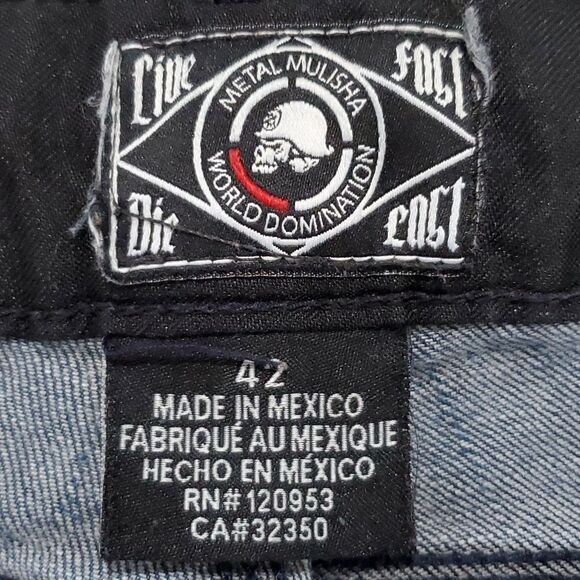 Live Fast
METAL MULISHA
WORLD DOMINATION
Die Last
42
MADE IN MEXICO
FABRIQUÉ AU MEXIQUE
HECHO EN MÉXICO
RN#120953
CA#32350